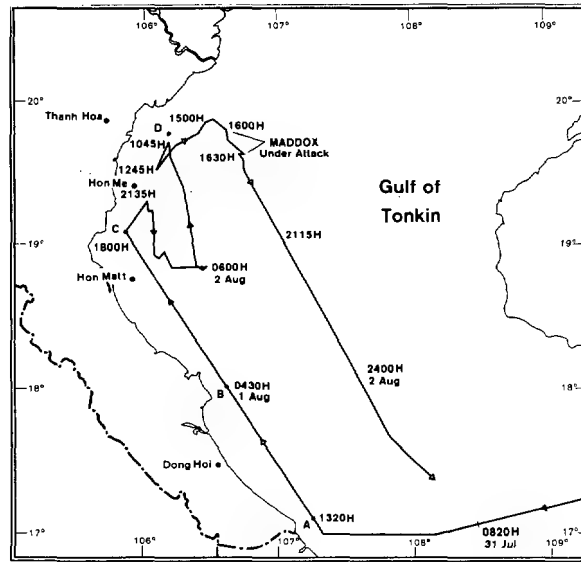 106° 107° 108° 109°
20° 20°
Thanh Hoa
D
1500H
1045H
1600H
MADDOX
Under Attack
1630H
1245H
Hon Me
2135H
Gulf of
Tonkin
C
1800H
19° 19°
2115H
0600H
2 Aug
Hon Matt
2400H
2 Aug
18° 18°
B
0430H
1 Aug
Dong Hoi
A
1320H
0820H
31 Jul
17° 17°
106° 107° 108° 109°